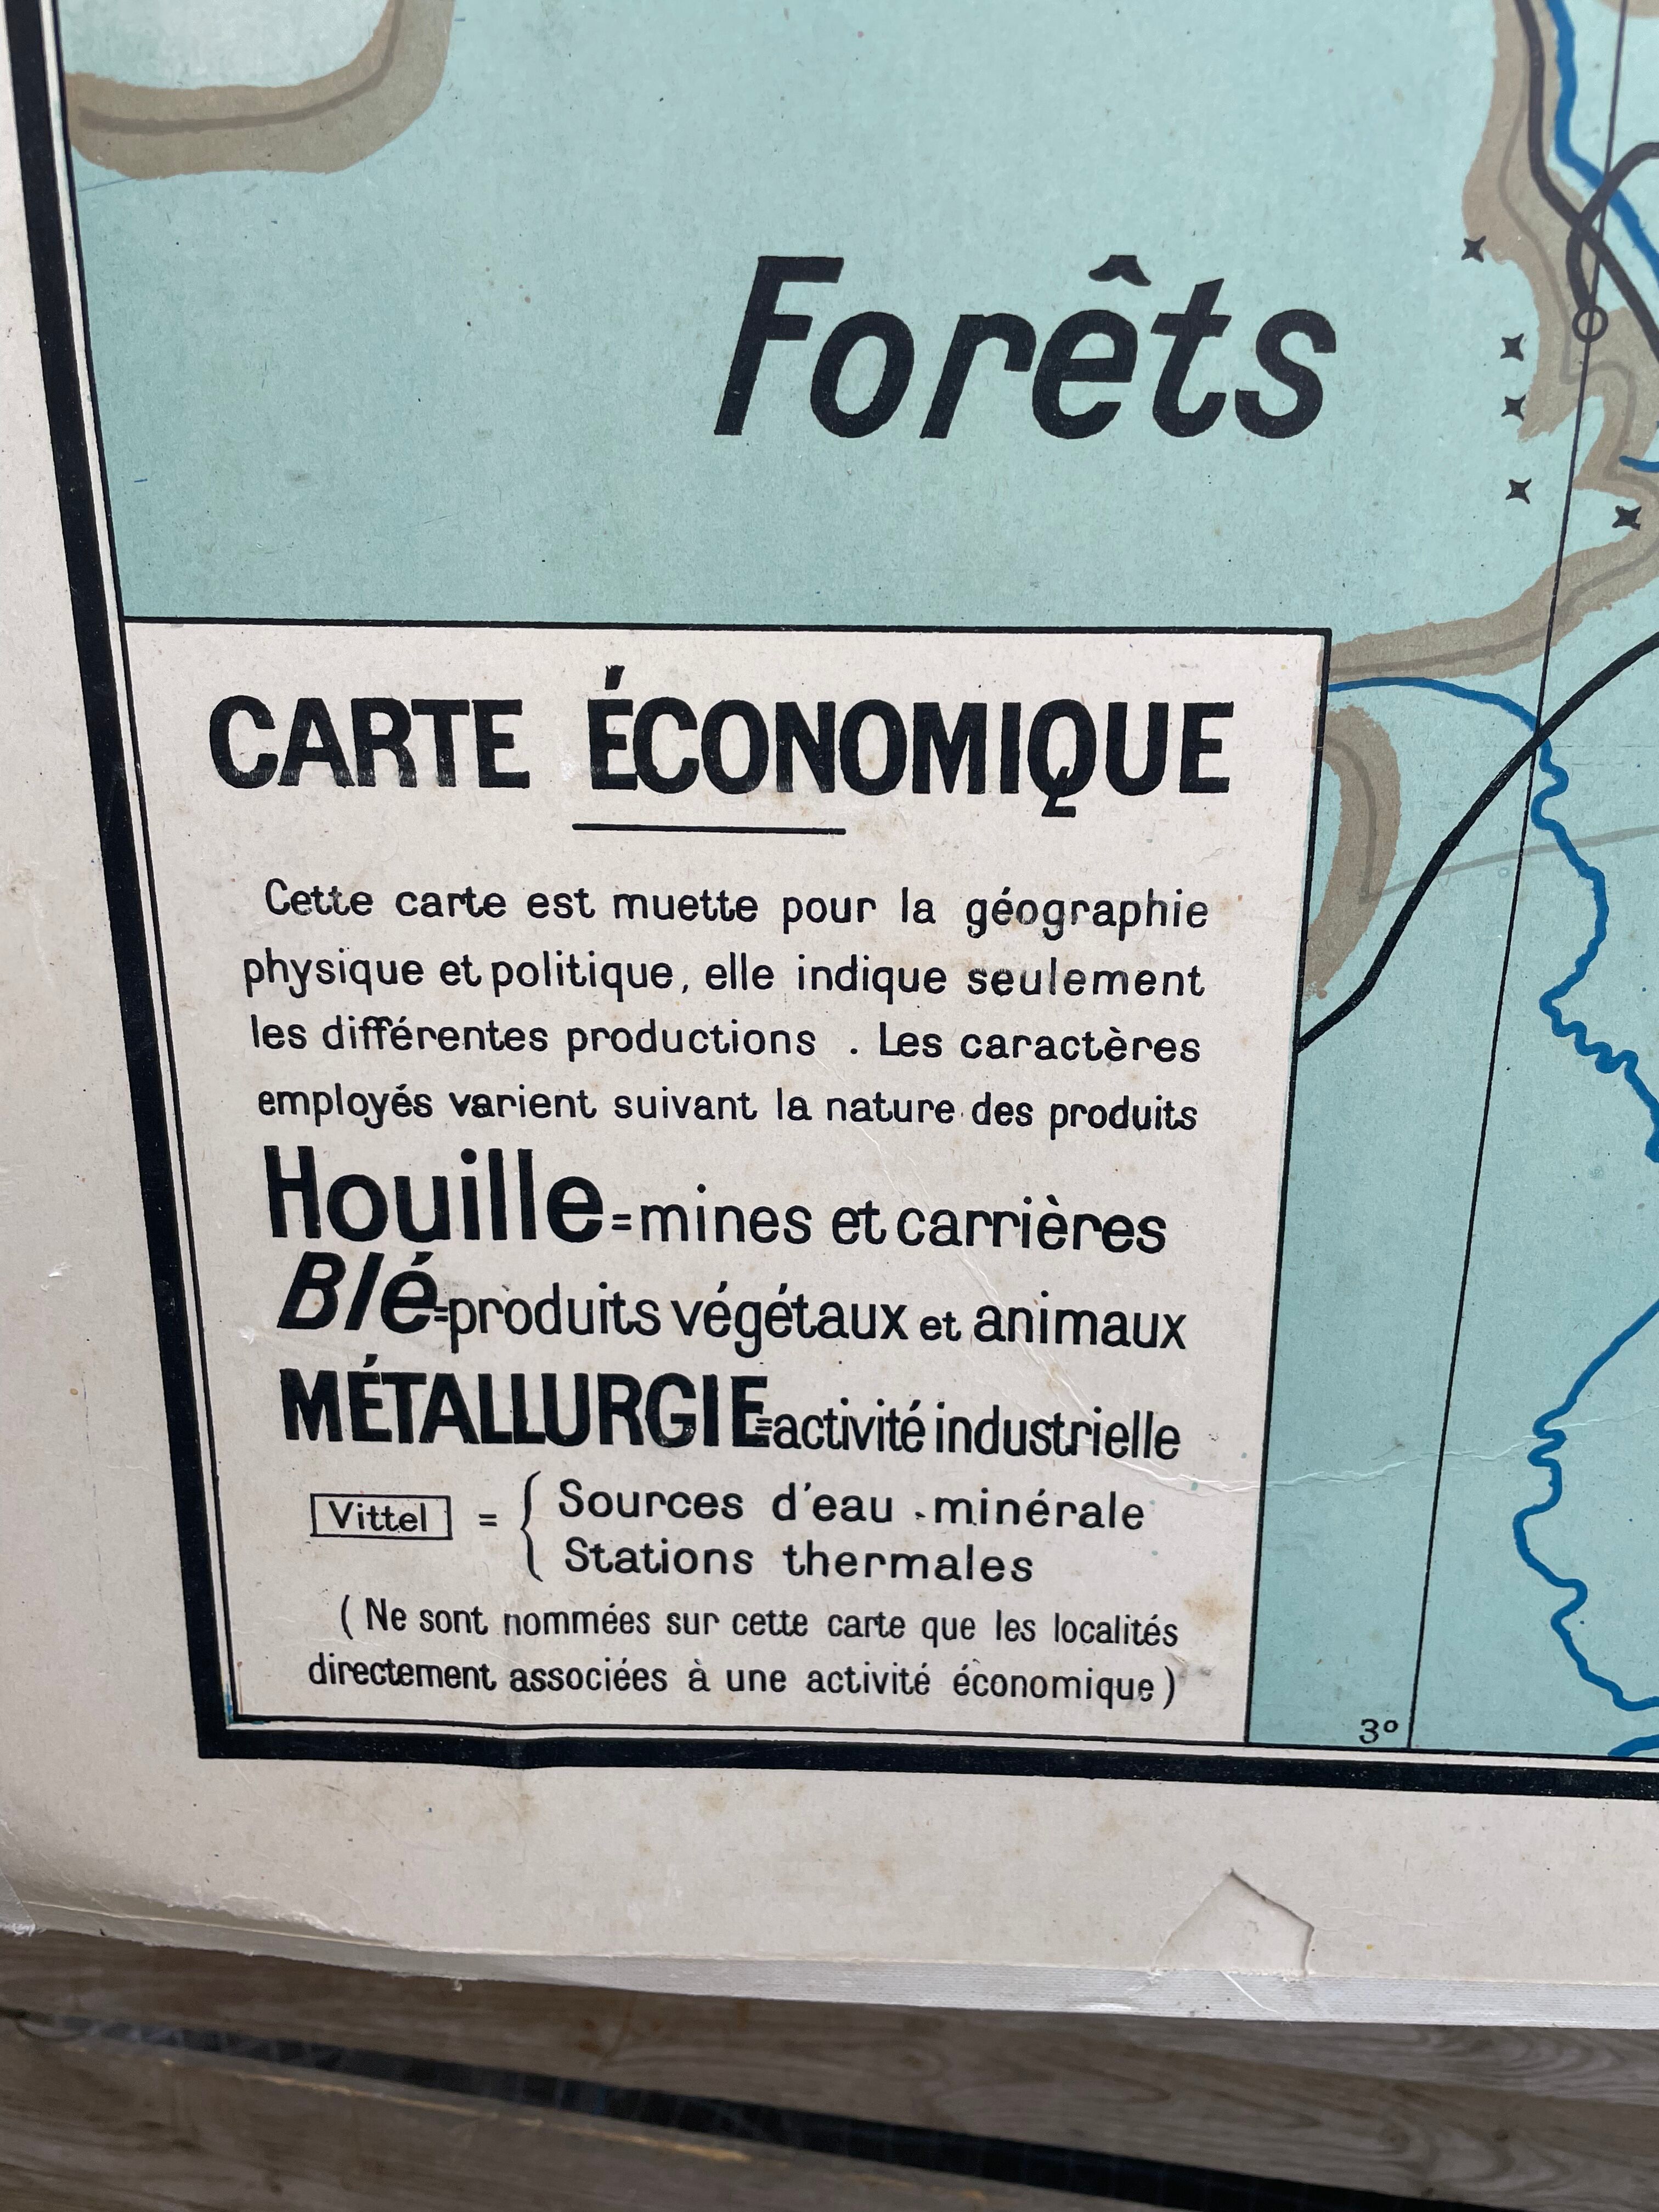 Forêts
CARTE ÉCONOMIQUE
Cette carte est muette pour la géographie
physique et politique, elle indique seulement
les différentes productions . Les caractères
employés varient suivant la nature des produits
Houille=mines et carrières
Blé=produits végétaux et animaux
MÉTALLURGIE=activité industrielle
Vittel = { Sources d'eau minérale
Stations thermales
( Ne sont nommées sur cette carte que les localités
directement associées à une activité économique )
3º